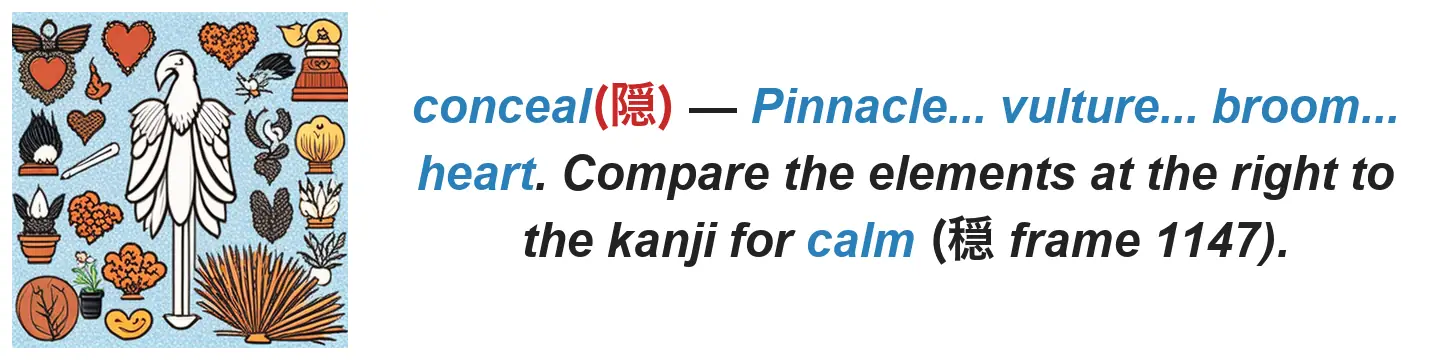 conceal(隠) — Pinnacle... vulture... broom...
heart. Compare the elements at the right to
the kanji for calm (穏 frame 1147).